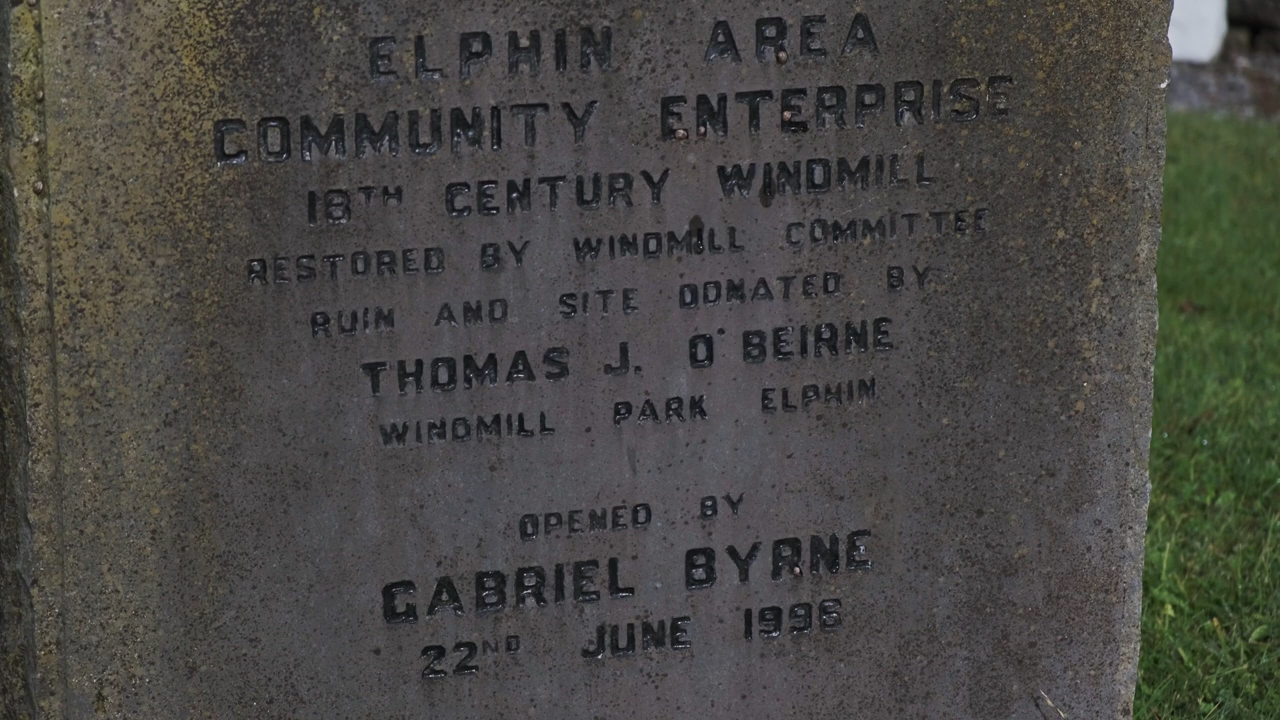 ELPHIN AREA
COMMUNITY ENTERPRISE
18TH CENTURY WINDMILL
RESTORED BY WINDMILL COMMITTEE
RUIN AND SITE DONATED BY
THOMAS J. O'BEIRNE
WINDMILL PARK ELPHIN
OPENED BY
GABRIEL BYRNE
22ND JUNE 1996